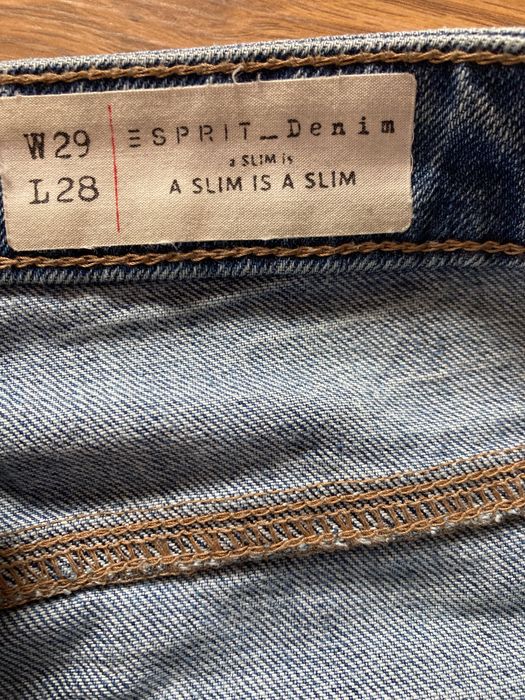 W29
L28
ESPRIT_Denim
a SLIM is
A SLIM IS A SLIM